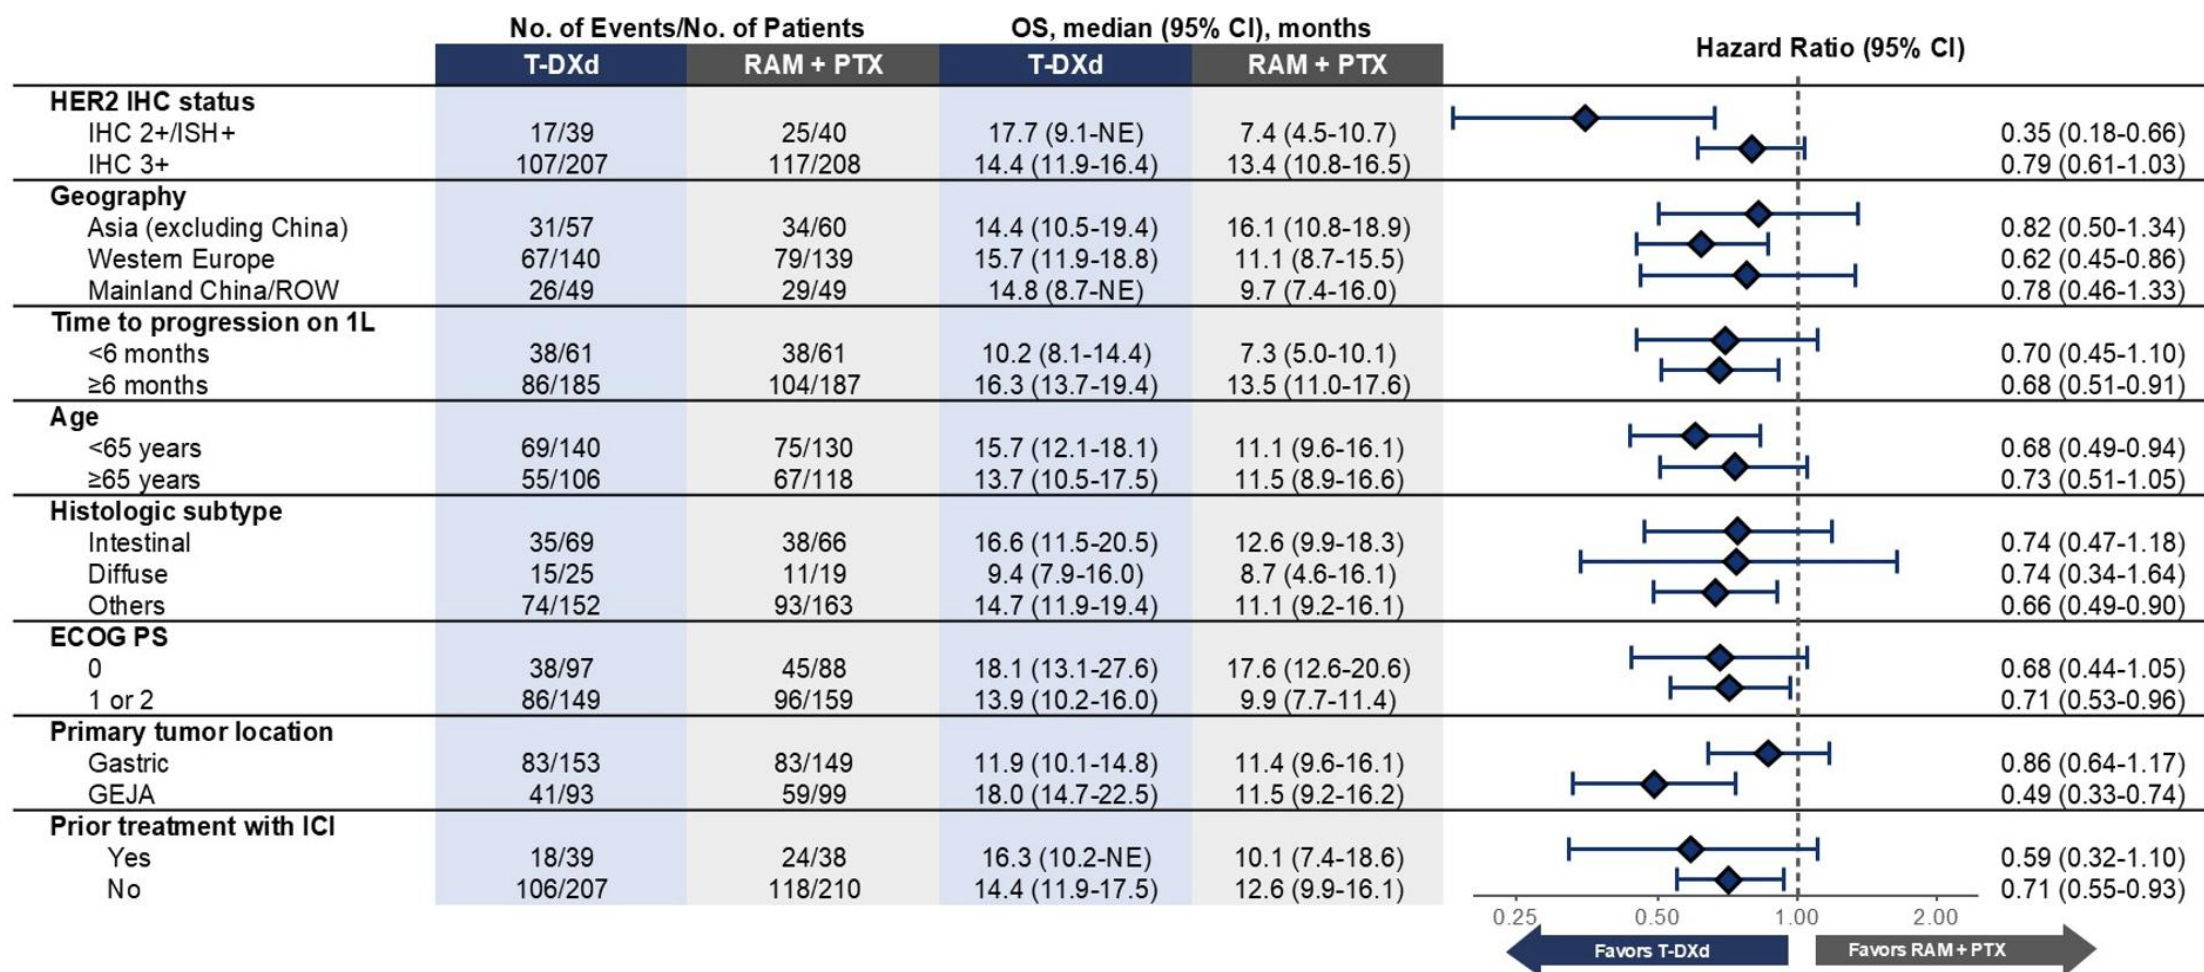 No. of Events/No. of Patients OS, median (95% CI), months
Hazard Ratio (95% CI)
T-DXd RAM + PTX T-DXd RAM + PTX
HER2 IHC status
IHC 2+/ISH+ 17/39 25/40 17.7 (9.1-NE) 7.4 (4.5-10.7) 0.35 (0.18-0.66)
IHC 3+ 107/207 117/208 14.4 (11.9-16.4) 13.4 (10.8-16.5) 0.79 (0.61-1.03)
Geography
Asia (excluding China) 31/57 34/60 14.4 (10.5-19.4) 16.1 (10.8-18.9) 0.82 (0.50-1.34)
Western Europe 67/140 79/139 15.7 (11.9-18.8) 11.1 (8.7-15.5) 0.62 (0.45-0.86)
Mainland China/ROW 26/49 29/49 14.8 (8.7-NE) 9.7 (7.4-16.0) 0.78 (0.46-1.33)
Time to progression on 1L
<6 months 38/61 38/61 10.2 (8.1-14.4) 7.3 (5.0-10.1) 0.70 (0.45-1.10)
≥6 months 86/185 104/187 16.3 (13.7-19.4) 13.5 (11.0-17.6) 0.68 (0.51-0.91)
Age
<65 years 69/140 75/130 15.7 (12.1-18.1) 11.1 (9.6-16.1) 0.68 (0.49-0.94)
≥65 years 55/106 67/118 13.7 (10.5-17.5) 11.5 (8.9-16.6) 0.73 (0.51-1.05)
Histologic subtype
Intestinal 35/69 38/66 16.6 (11.5-20.5) 12.6 (9.9-18.3) 0.74 (0.47-1.18)
Diffuse 15/25 11/19 9.4 (7.9-16.0) 8.7 (4.6-16.1) 0.74 (0.34-1.64)
Others 74/152 93/163 14.7 (11.9-19.4) 11.1 (9.2-16.1) 0.66 (0.49-0.90)
ECOG PS
0 38/97 45/88 18.1 (13.1-27.6) 17.6 (12.6-20.6) 0.68 (0.44-1.05)
1 or 2 86/149 96/159 13.9 (10.2-16.0) 9.9 (7.7-11.4) 0.71 (0.53-0.96)
Primary tumor location
Gastric 83/153 83/149 11.9 (10.1-14.8) 11.4 (9.6-16.1) 0.86 (0.64-1.17)
GEJA 41/93 59/99 18.0 (14.7-22.5) 11.5 (9.2-16.2) 0.49 (0.33-0.74)
Prior treatment with ICI
Yes 18/39 24/38 16.3 (10.2-NE) 10.1 (7.4-18.6) 0.59 (0.32-1.10)
No 106/207 118/210 14.4 (11.9-17.5) 12.6 (9.9-16.1) 0.71 (0.55-0.93)
0.25 0.50 1.00 2.00
Favors T-DXd Favors RAM + PTX